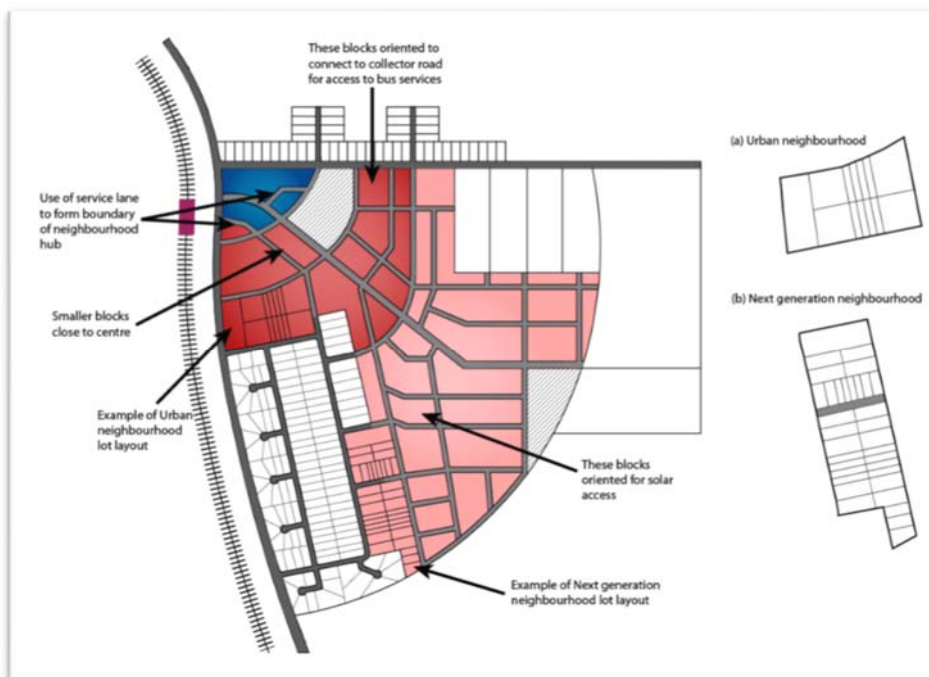 These blocks oriented to
connect to collector road
for access to bus services
(a) Urban neighbourhood
Use of service lane
to form boundary
of neighbourhood
hub
(b) Next generation neighbourhood
Smaller blocks
close to centre
Example of Urban
neighbourhood
lot layout
These blocks
oriented for solar
access
Example of Next generation
neighbourhood lot layout